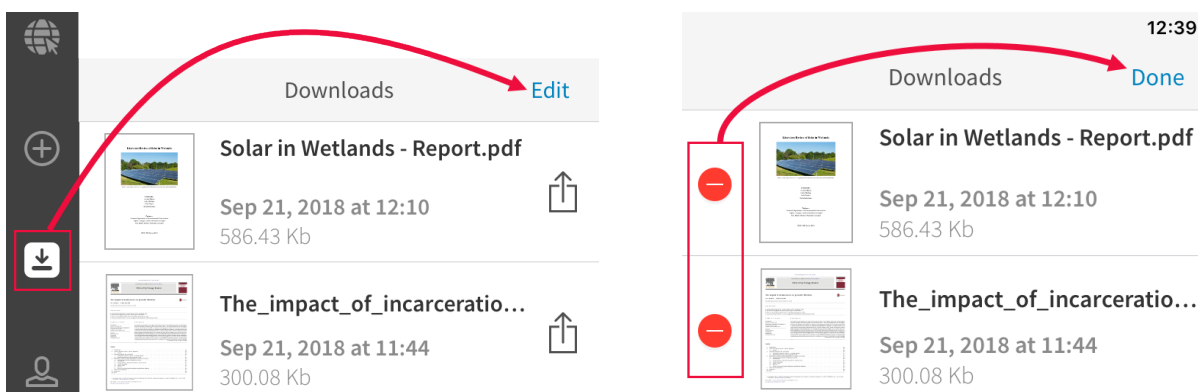 Downloads
Edit
Solar in Wetlands - Report.pdf
Sep 21, 2018 at 12:10
586.43 Kb
The_impact_of_incarceratio...
Sep 21, 2018 at 11:44
300.08 Kb
12:39
Downloads
Done
Solar in Wetlands - Report.pdf
Sep 21, 2018 at 12:10
586.43 Kb
The_impact_of_incarceratio...
Sep 21, 2018 at 11:44
300.08 Kb